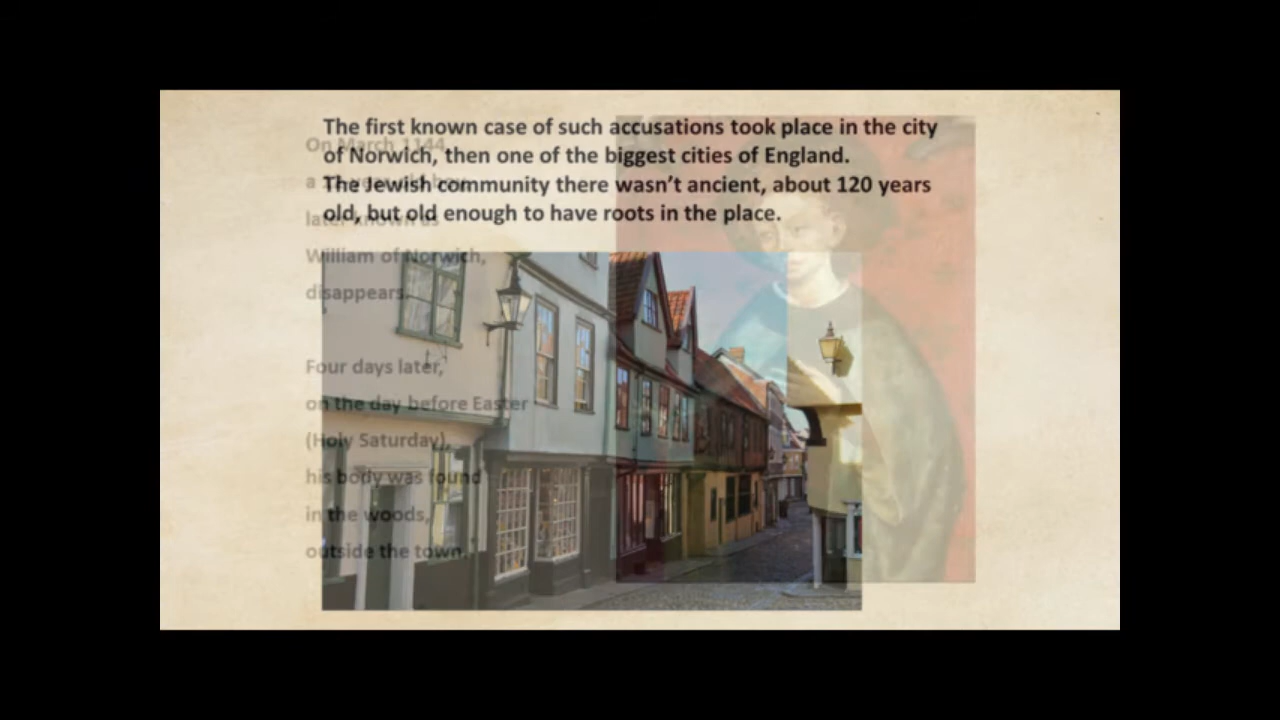 The first known case of such accusations took place in the city
of Norwich, then one of the biggest cities of England.
The Jewish community there wasn't ancient, about 120 years
old, but old enough to have roots in the place.
On March 1144
a
later known as
William of Norwich,
disappears.
Four days later,
on the day before Easter
(Holy Saturday),
his body was found
in the woods,
outside the town.